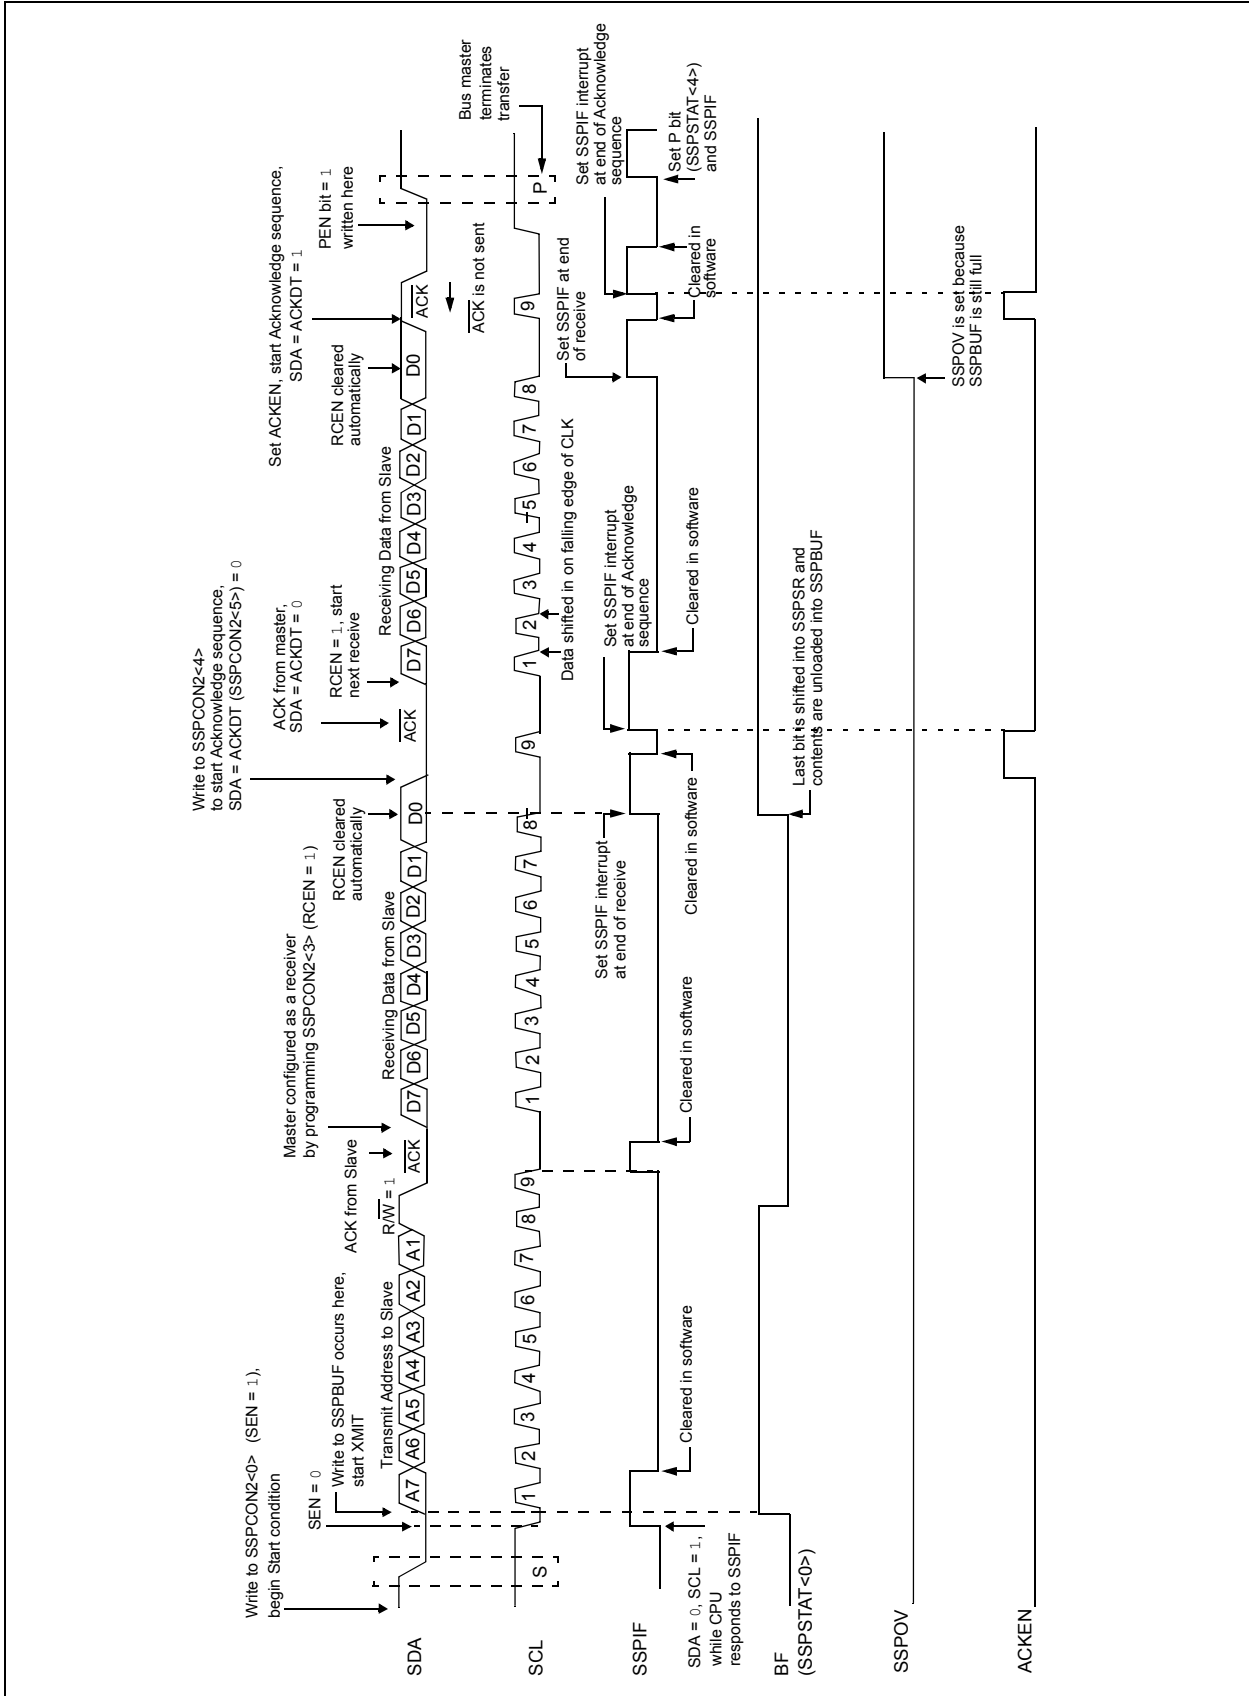 Write to SSPCON2<0> (SEN = 1),
begin Start condition
SEN = 0
Write to SSPBUF occurs here,
start XMIT
Transmit Address to Slave
R/W = 1
ACK from Slave
Master configured as a receiver
by programming SSPCON2<3> (RCEN = 1)
Receiving Data from Slave
RCEN cleared
automatically
Write to SSPCON2<4>
to start Acknowledge sequence,
SDA = ACKDT (SSPCON2<5>) = 0
ACK from master,
SDA = ACKDT = 0
RCEN = 1, start
next receive
Receiving Data from Slave
RCEN cleared
automatically
Set ACKEN, start Acknowledge sequence,
SDA = ACKDT = 1
PEN bit = 1
written here
SDA
A7 A6 A5 A4 A3 A2 A1
ACK
D7 D6 D5 D4 D3 D2 D1 D0
ACK
D7 D6 D5 D4 D3 D2 D1 D0
ACK
ACK is not sent
Bus master
terminates
transfer
SCL
S
1 2 3 4 5 6 7 8 9
1 2 3 4 5 6 7 8 9
1 2 3 4 5 6 7 8 9
P
Data shifted in on falling edge of CLK
Set SSPIF interrupt
at end of receive
Set SSPIF interrupt
at end of Acknowledge
sequence
Set SSPIF at end
of receive
Set SSPIF interrupt
at end of Acknowledge
sequence
SSPIF
SDA = 0, SCL = 1,
while CPU
responds to SSPIF
Cleared in software
Cleared in software
Cleared in software
Cleared in software
Cleared in software
Cleared in
software
Set P bit
(SSPSTAT<4>)
and SSPIF
BF
(SSPSTAT<0>)
Last bit is shifted into SSPSR and
contents are unloaded into SSPBUF
SSPOV
SSPOV is set because
SSPBUF is still full
ACKEN